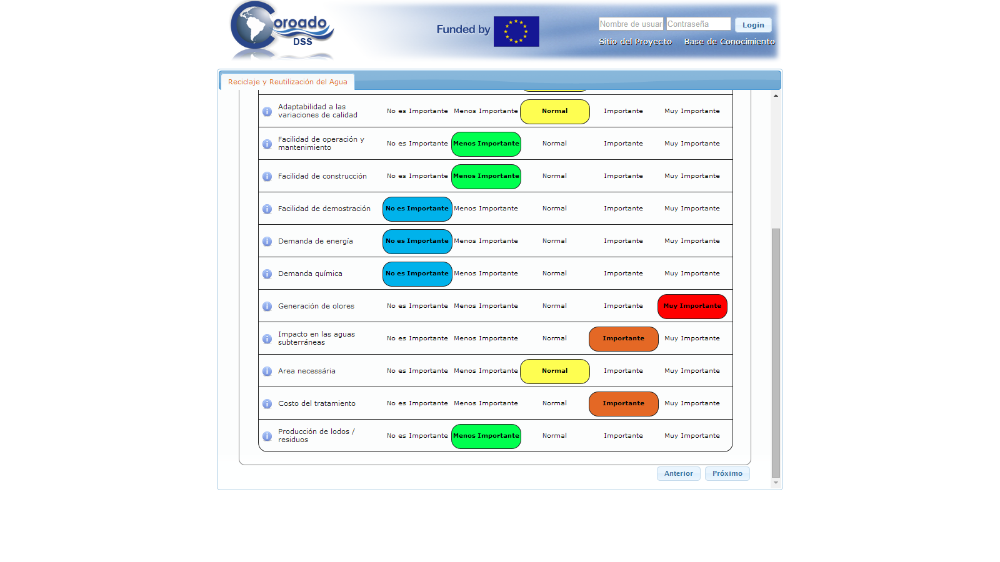 oroado
DSS
Funded by
Nombre de usuar
Contraseña
Login
Sitio del Proyecto
Base de Conocimiento
Reciclaje y Reutilización del Agua
Adaptabilidad a las
variaciones de calidad
No es Importante Menos Importante Normal Importante Muy Importante
Facilidad de operación y
mantenimiento
No es Importante Menos Importante Normal Importante Muy Importante
Facilidad de construcción No es Importante Menos Importante Normal Importante Muy Importante
Facilidad de demostración No es Importante Menos Importante Normal Importante Muy Importante
Demanda de energía No es Importante Menos Importante Normal Importante Muy Importante
Demanda química No es Importante Menos Importante Normal Importante Muy Importante
Generación de olores No es Importante Menos Importante Normal Importante Muy Importante
Impacto en las aguas
subterráneas
No es Importante Menos Importante Normal Importante Muy Importante
Area necessária No es Importante Menos Importante Normal Importante Muy Importante
Costo del tratamiento No es Importante Menos Importante Normal Importante Muy Importante
Producción de lodos /
residuos
No es Importante Menos Importante Normal Importante Muy Importante
Anterior Próximo